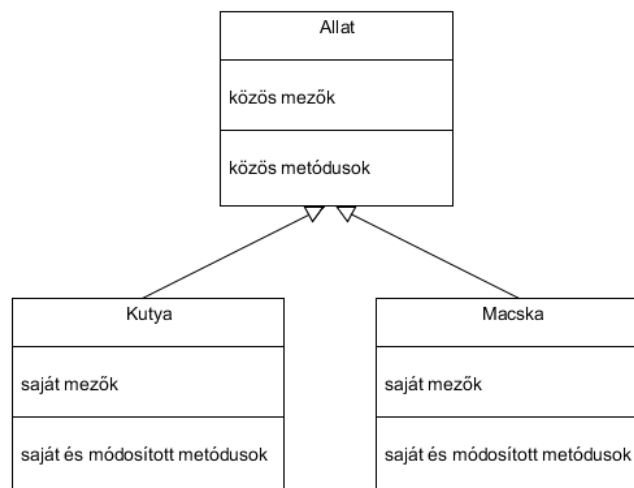 Allat
közös mezők
közös metódusok
Kutya
saját mezők
saját és módosított metódusok
Macska
saját mezők
saját és módosított metódusok